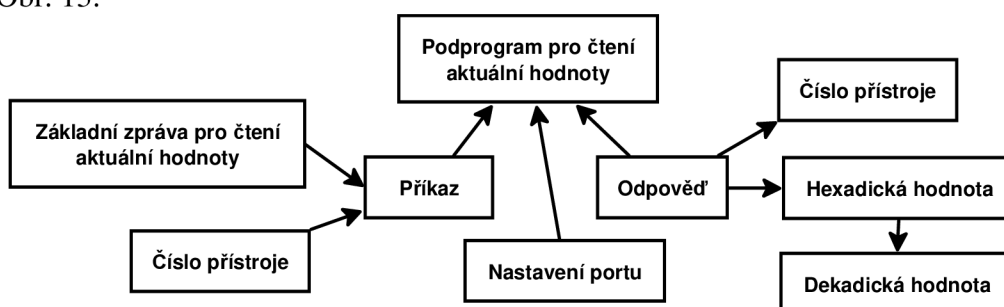 Obr. 13:
Podprogram pro čtení
aktuální hodnoty
Číslo přístroje
Základní zpráva pro čtení
aktuální hodnoty
Příkaz
Odpověď
Hexadická hodnota
Číslo přístroje
Nastavení portu
Dekadická hodnota